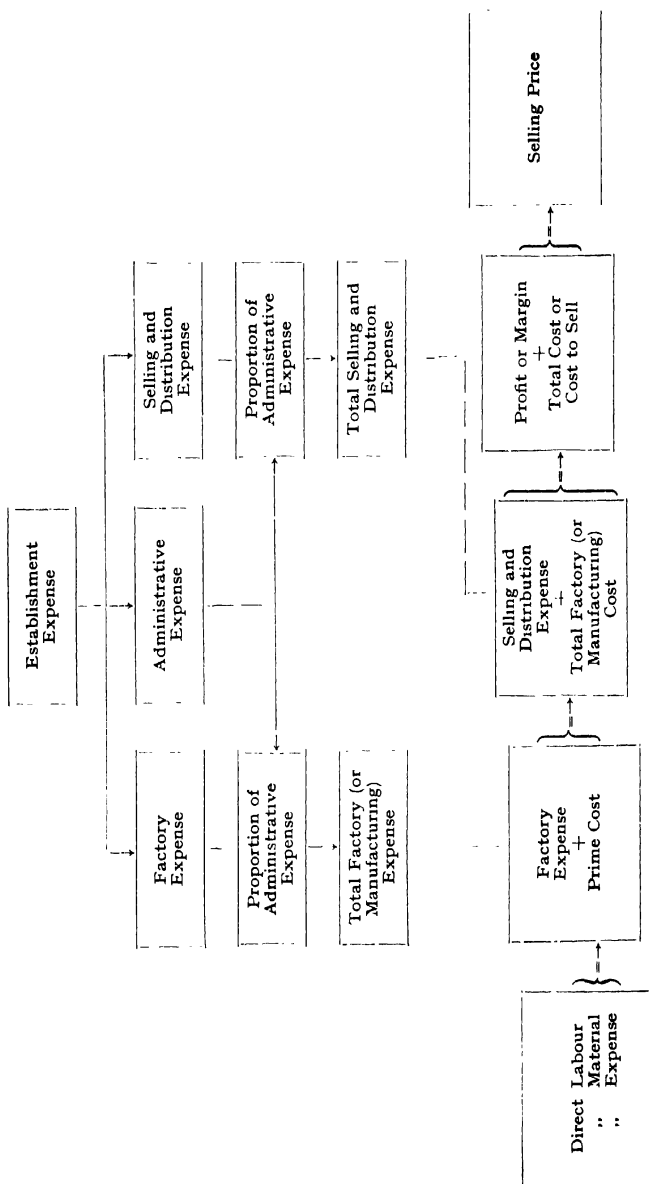 Establishment
Expense
Factory
Expense
Administrative
Expense
Selling and
Distribution
Expense
Proportion of
Administrative
Expense
Proportion of
Administrative
Expense
Total Factory (or
Manufacturing)
Expense
Total Selling and
Distribution
Expense
Direct Labour
,, Material
,, Expense
=
Factory
Expense
+
Prime Cost
=
Selling and
Distribution
Expense
+
Total Factory (or
Manufacturing)
Cost
=
Profit or Margin
+
Total Cost or
Cost to Sell
=
Selling Price